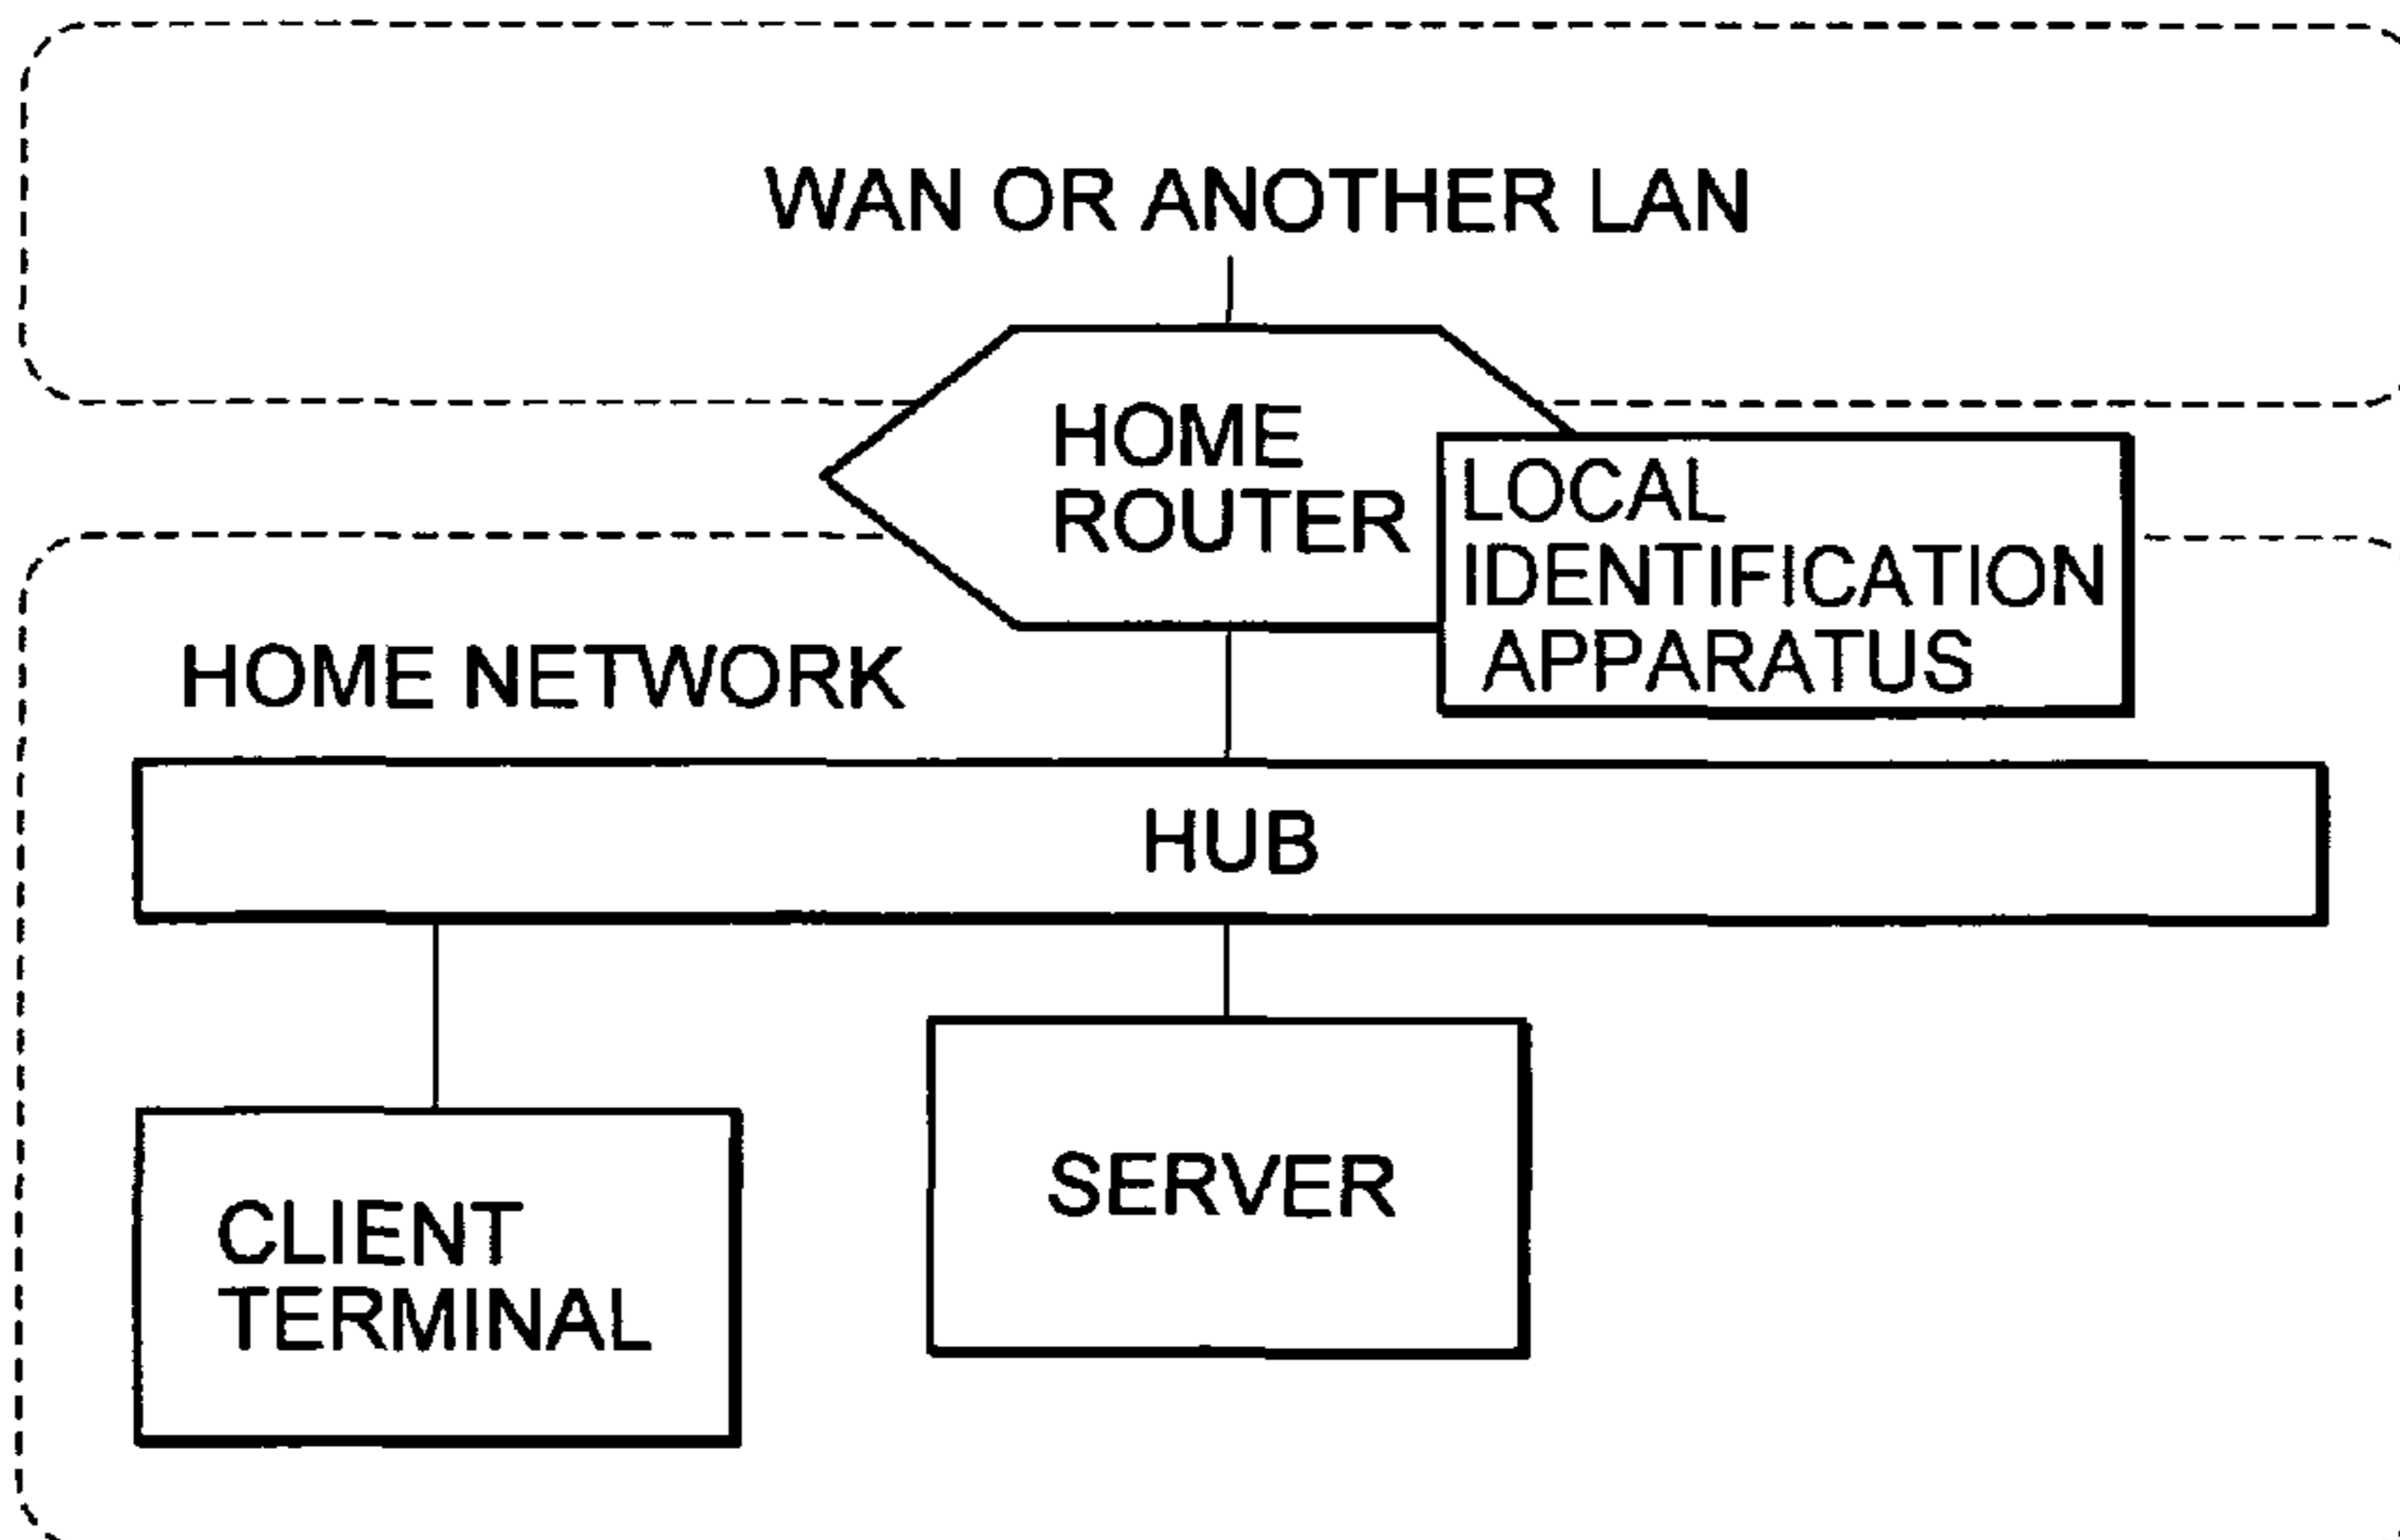 WAN OR ANOTHER LAN
HOME
ROUTER
LOCAL
IDENTIFICATION
APPARATUS
HOME NETWORK
HUB
CLIENT
TERMINAL
SERVER